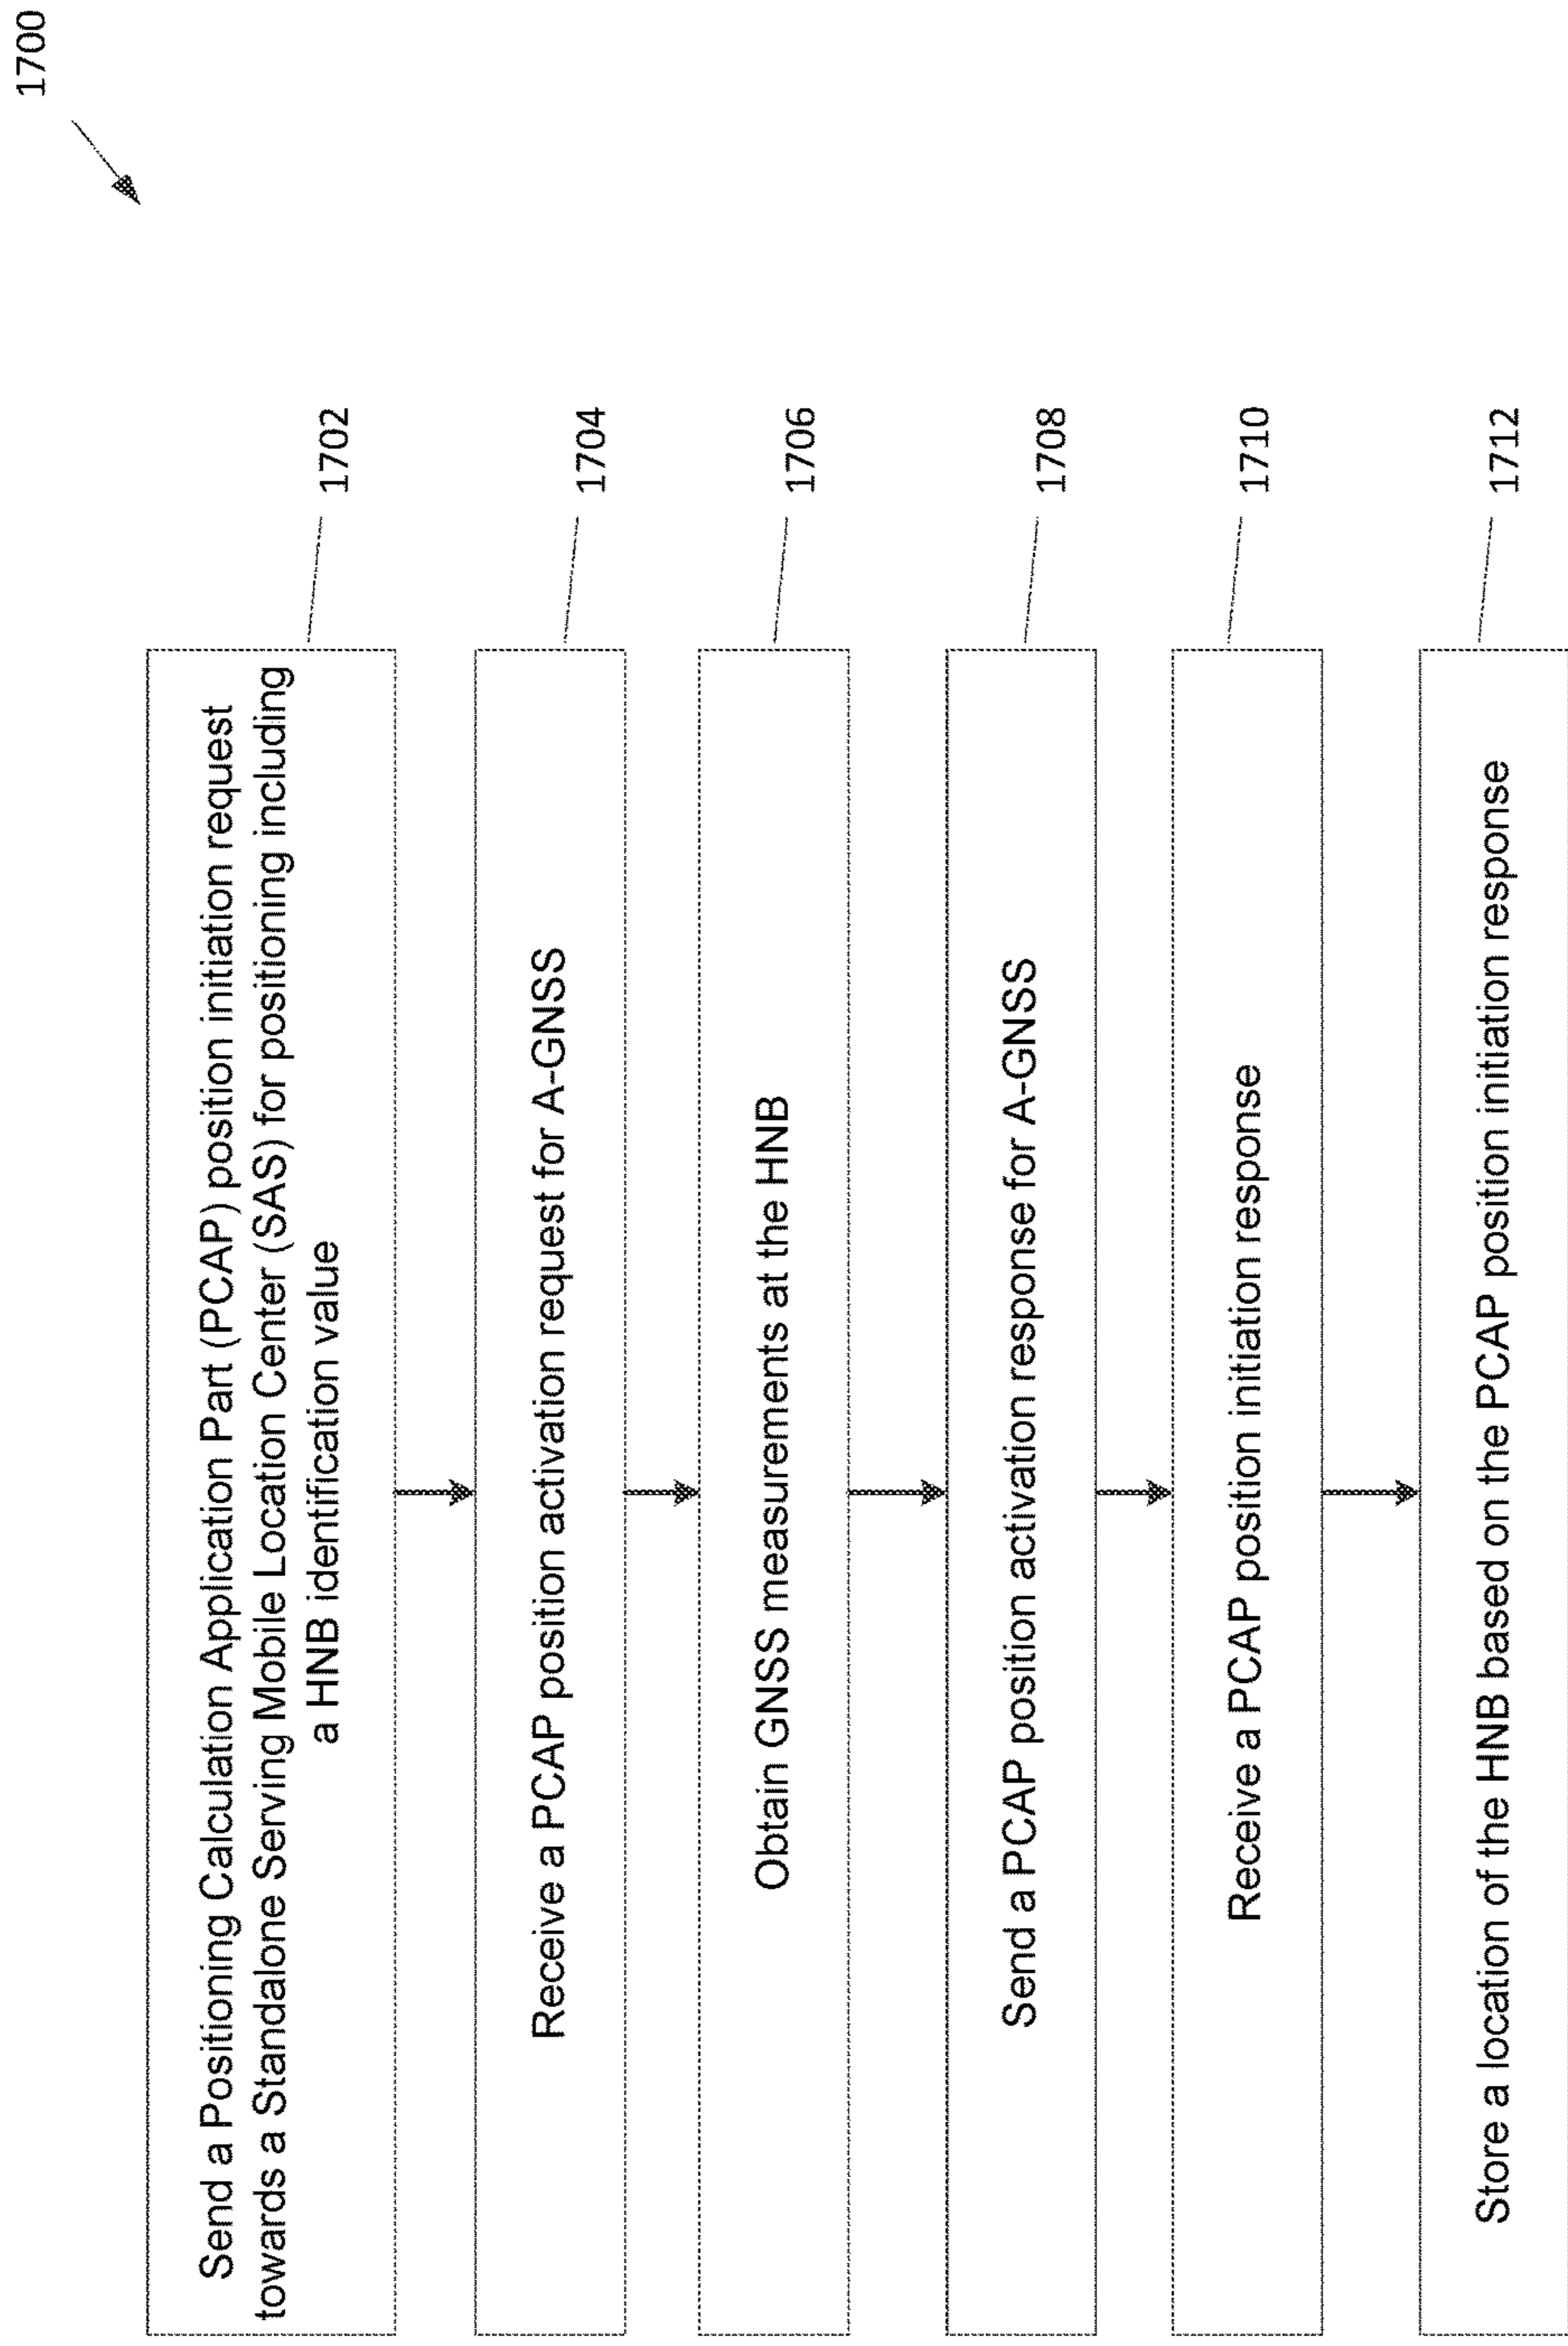 1700
Send a Positioning Calculation Application Part (PCAP) position initiation request
towards a Standalone Serving Mobile Location Center (SAS) for positioning including
a HNB identification value
1702
Receive a PCAP position activation request for A-GNSS
1704
Obtain GNSS measurements at the HNB
1706
Send a PCAP position activation response for A-GNSS
1708
Receive a PCAP position initiation response
1710
Store a location of the HNB based on the PCAP position initiation response
1712